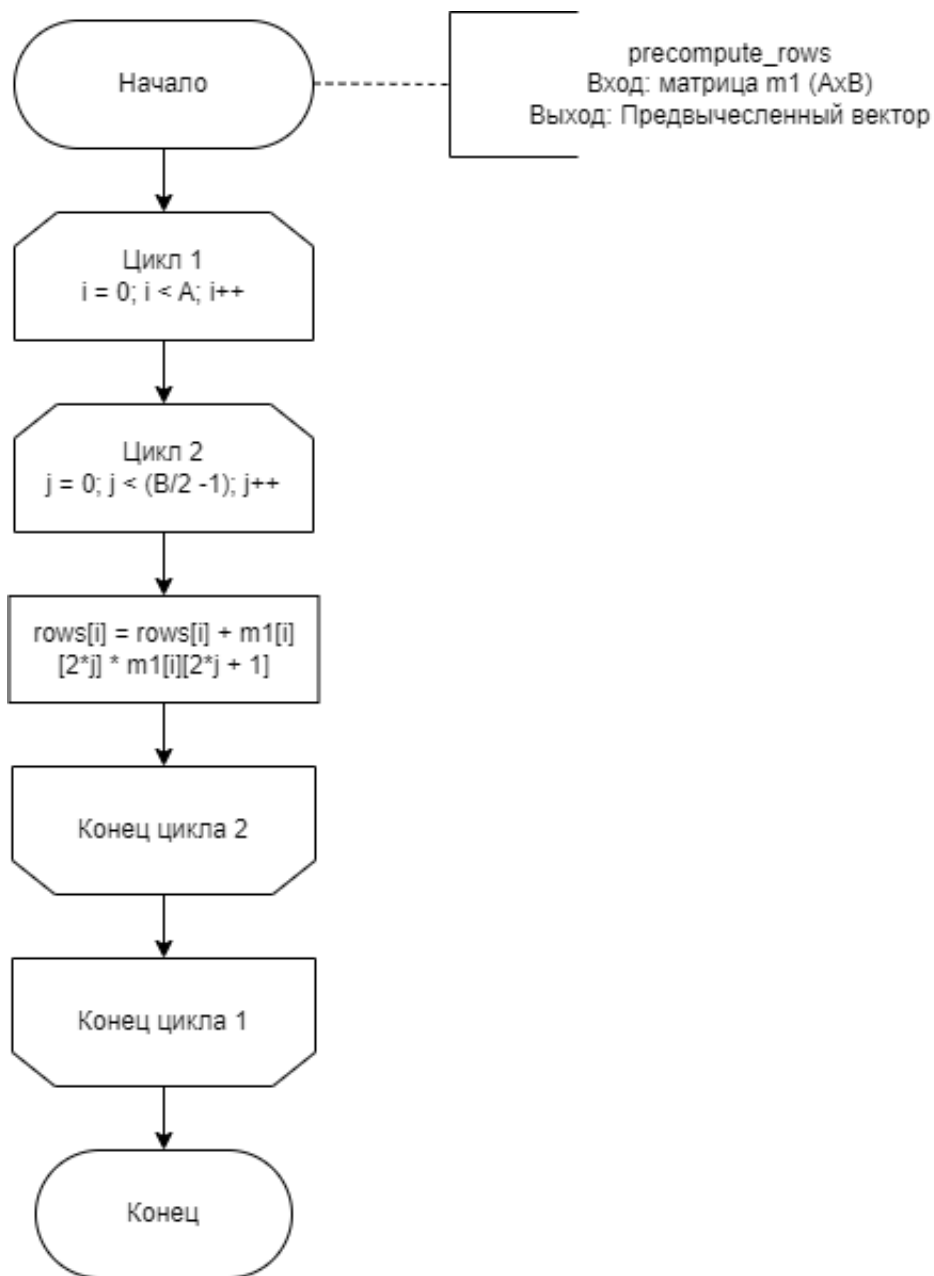 Начало
precompute_rows
Вход: матрица m1 (AxB)
Выход: Предвычесленный вектор
Цикл 1
i = 0; i < A; i++
Цикл 2
j = 0; j < (B/2 -1); j++
rows[i] = rows[i] + m1[i]
[2*j] * m1[i][2*j + 1]
Конец цикла 2
Конец цикла 1
Конец